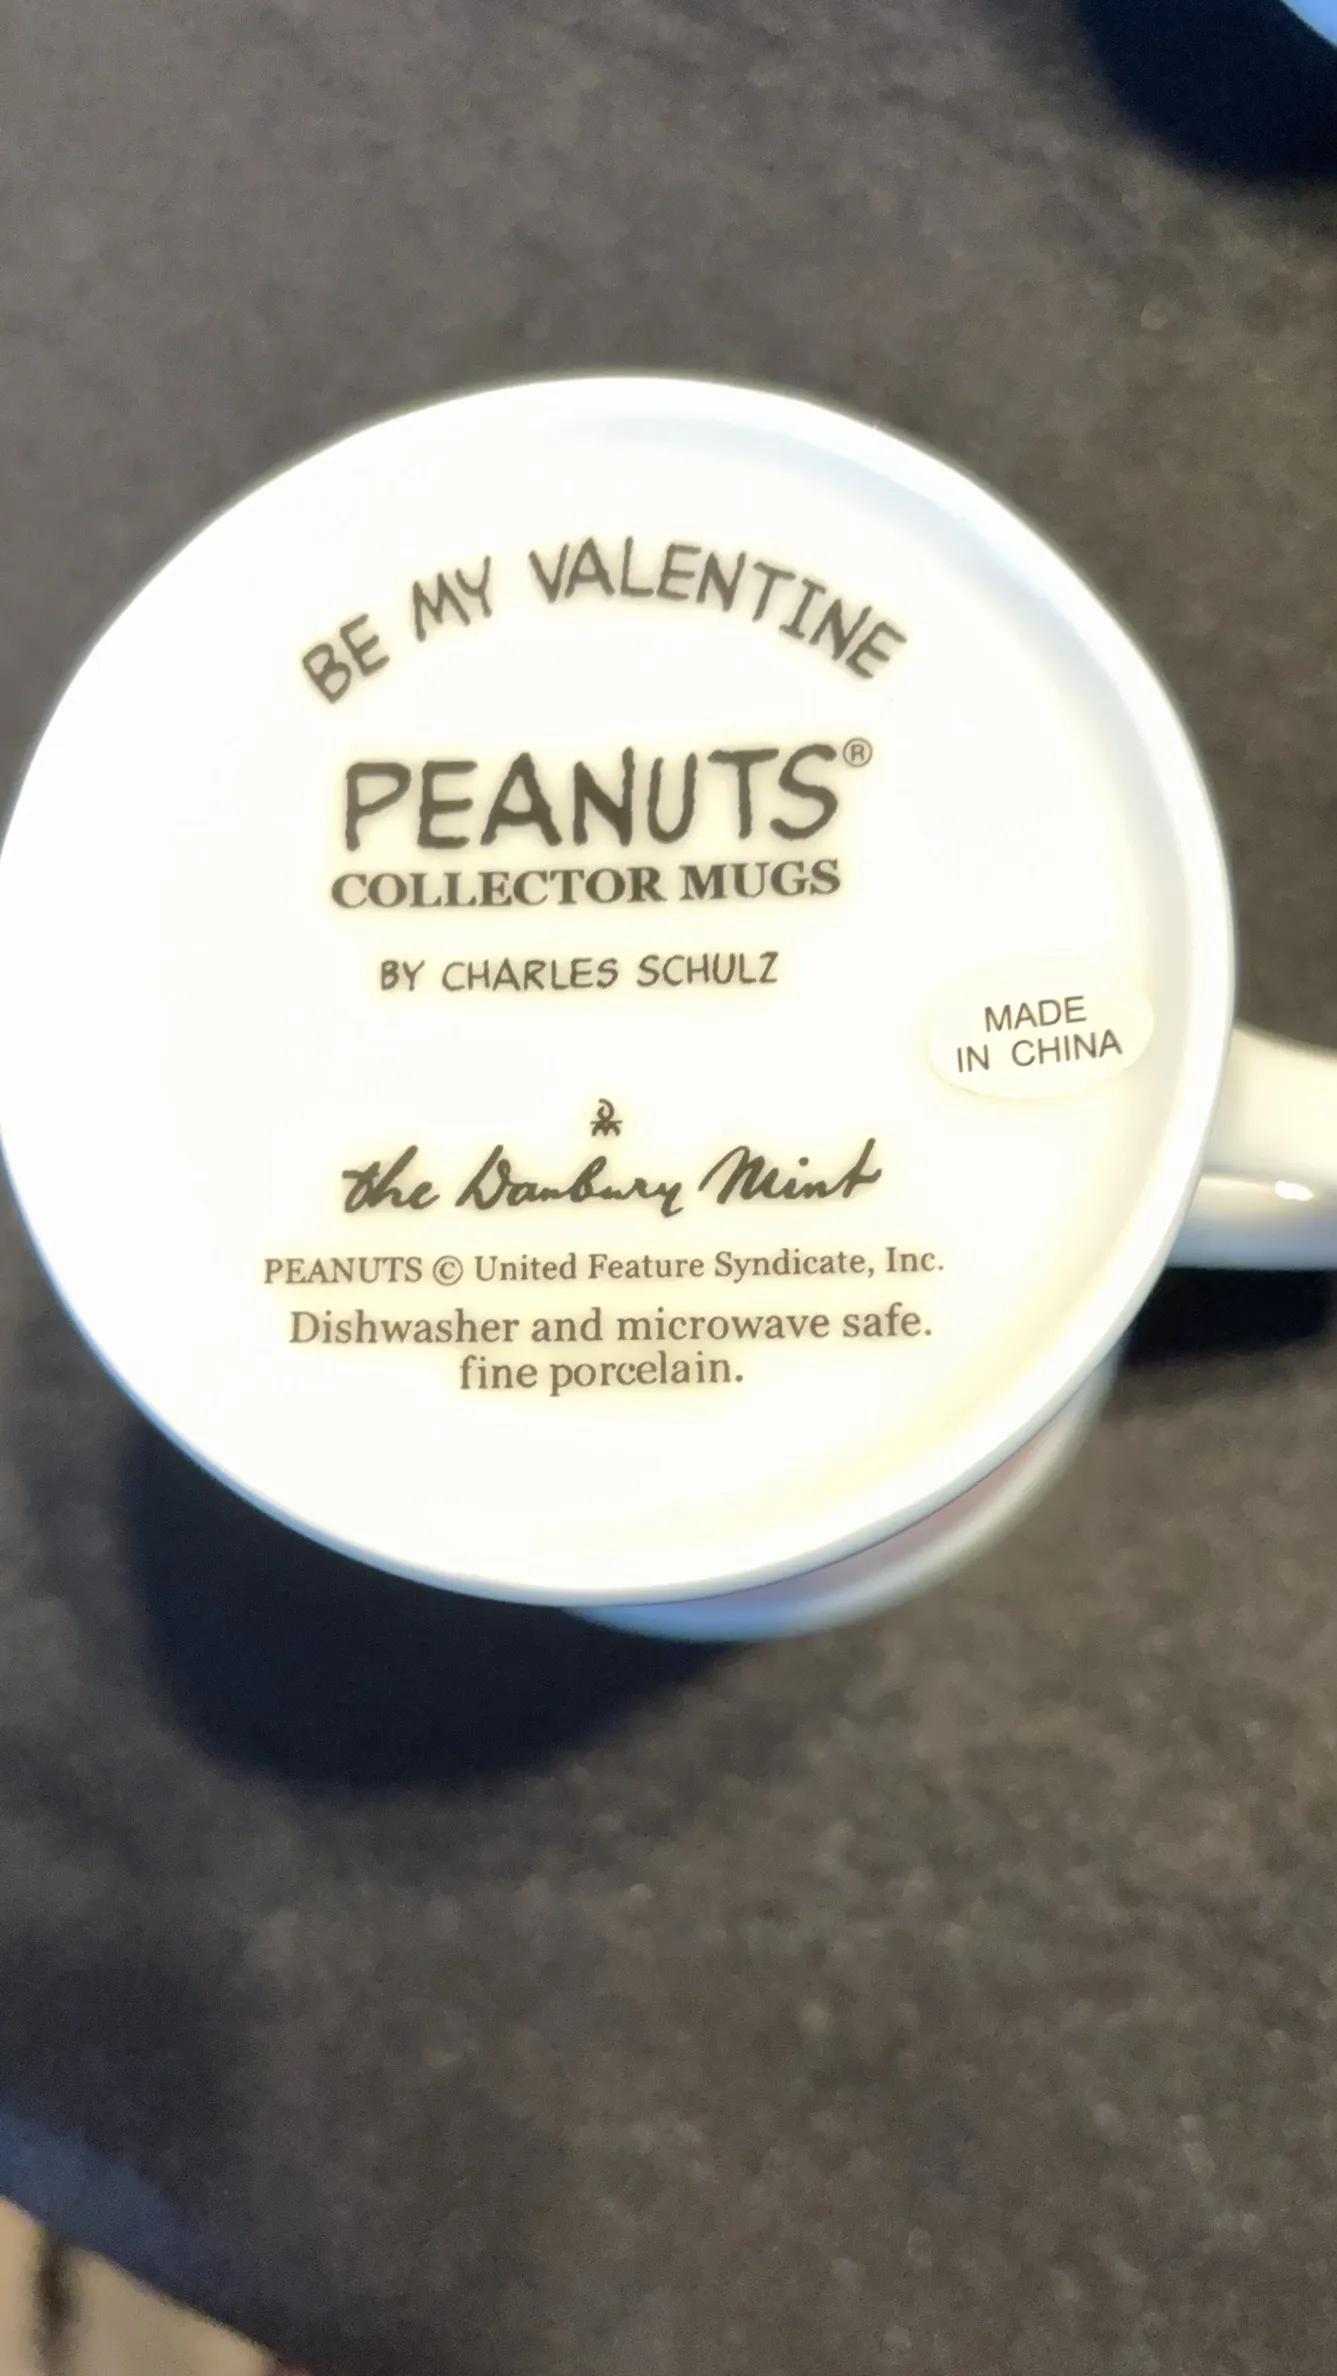 BE MY VALENTINE
PEANUTS®
COLLECTOR MUGS
BY CHARLES SCHULZ
MADE
IN CHINA
the Danbury Mint
PEANUTS © United Feature Syndicate, Inc.
Dishwasher and microwave safe.
fine porcelain.